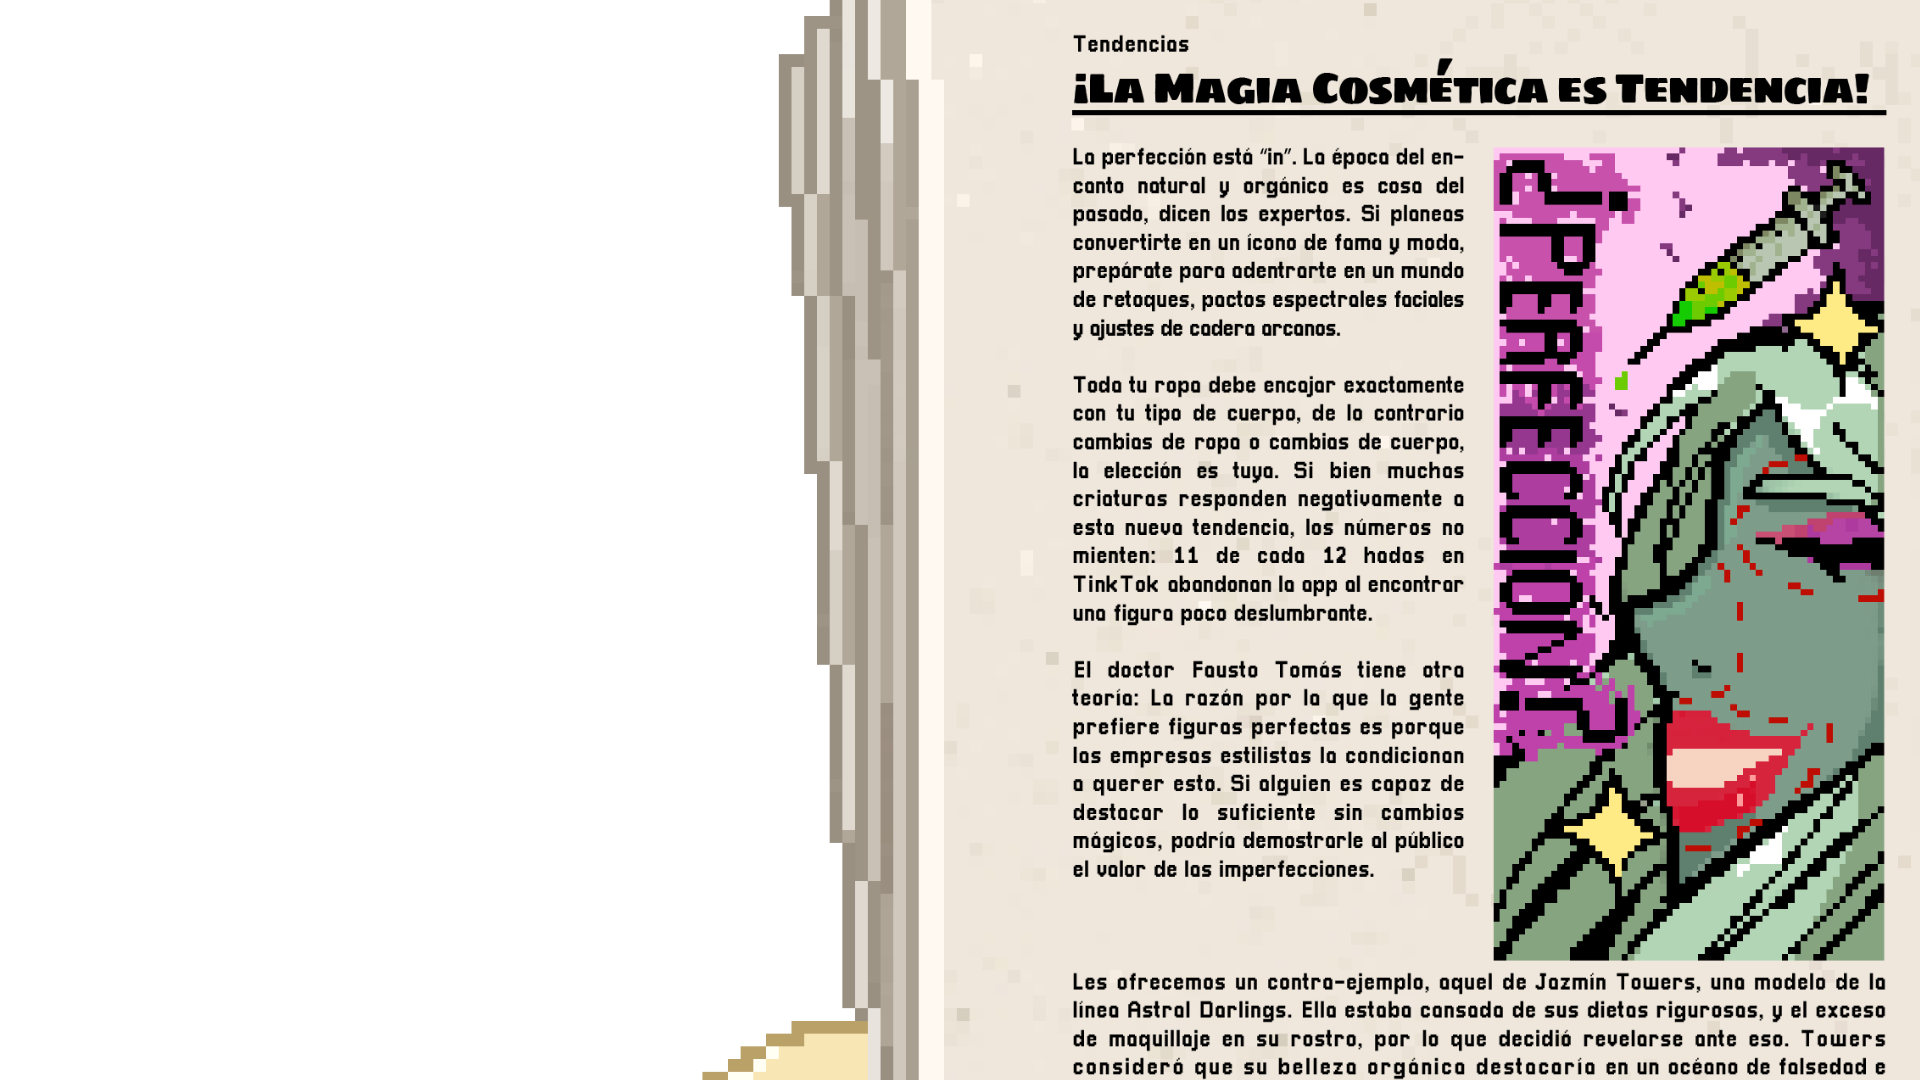 Tendencias
¡La Magia Cosmética es Tendencia!
La perfección está “in”. La época del en-
canto natural y orgánico es cosa del
pasado, dicen los expertos. Si planeas
convertirte en un ícono de fama y moda,
prepárate para adentrarte en un mundo
de retoques, pactos espectrales faciales
y ajustes de cadera arcanos.
Toda tu ropa debe encajar exactamente
con tu tipo de cuerpo, de lo contrario
cambias de ropa o cambias de cuerpo,
la elección es tuya. Si bien muchas
criaturas responden negativamente a
esta nueva tendencia, los números no
mienten: 11 de cada 12 hadas en
TinkTok abandonan la app al encontrar
una figura poco deslumbrante.
El doctor Fausto Tomás tiene otra
teoría: La razón por la que la gente
prefiere figuras perfectas es porque
las empresas estilistas la condicionan
a querer esto. Si alguien es capaz de
destacar lo suficiente sin cambios
mágicos, podría demostrarle al público
el valor de las imperfecciones.
¿PERFECCION?
Les ofrecemos un contra-ejemplo, aquel de Jazmín Towers, una modelo de la
línea Astral Darlings. Ella estaba cansada de sus dietas rigurosas, y el exceso
de maquillaje en su rostro, por lo que decidió revelarse ante eso. Towers
consideró que su belleza orgánica destacaría en un océano de falsedad e